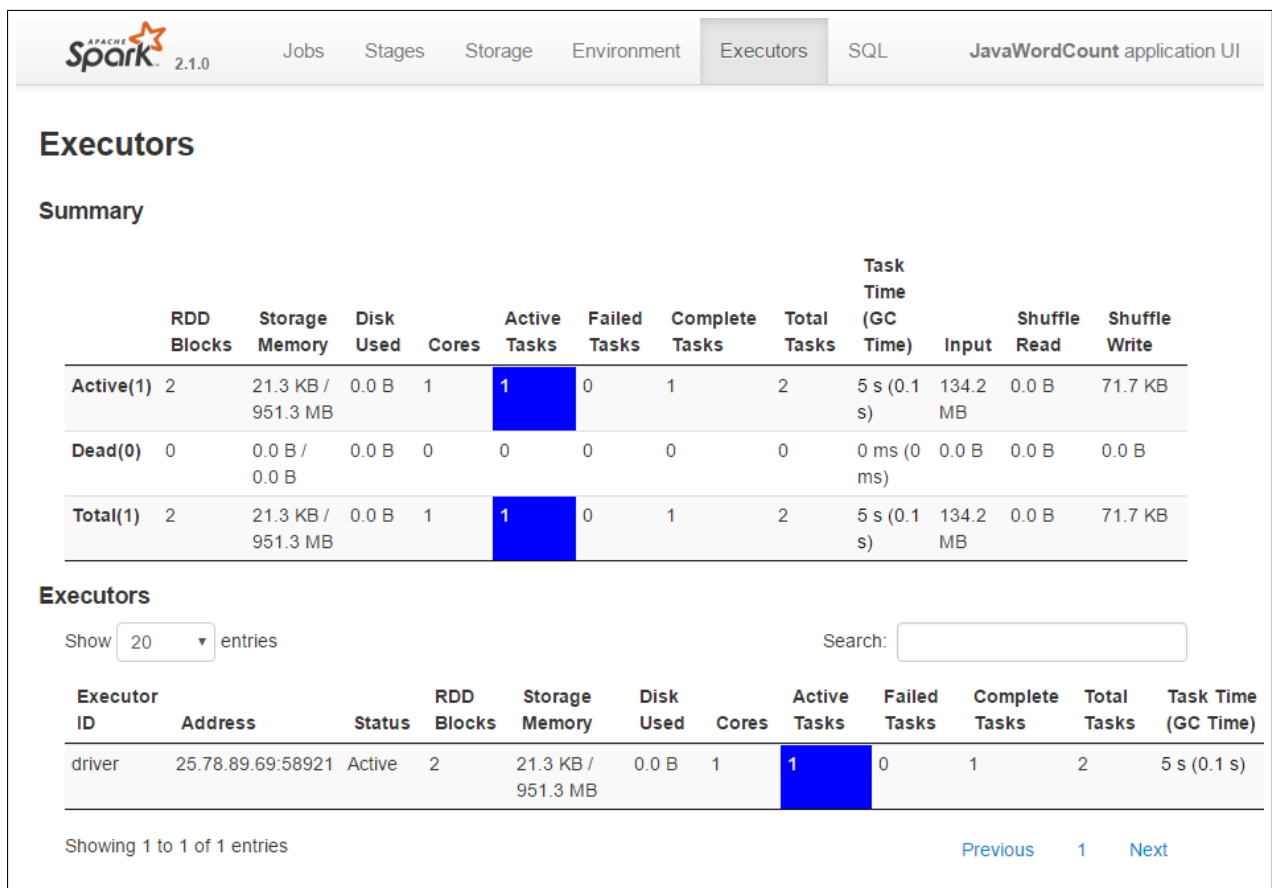 APACHE Spark™ 2.1.0 Jobs Stages Storage Environment Executors SQL JavaWordCount application UI
Executors
Summary
Task
Time
RDD Storage Disk Active Failed Complete Total (GC Shuffle Shuffle
Blocks Memory Used Cores Tasks Tasks Tasks Tasks Time) Input Read Write
Active(1) 2 21.3 KB / 0.0 B 1 1 0 1 2 5 s (0.1 134.2 0.0 B 71.7 KB
951.3 MB s) MB
Dead(0) 0 0.0 B / 0.0 B 0 0 0 0 0 0 ms (0 0.0 B 0.0 B 0.0 B
0.0 B ms)
Total(1) 2 21.3 KB / 0.0 B 1 1 0 1 2 5 s (0.1 134.2 0.0 B 71.7 KB
951.3 MB s) MB
Executors
Show 20 entries Search:
Executor RDD Storage Disk Active Failed Complete Total Task Time
ID Address Status Blocks Memory Used Cores Tasks Tasks Tasks Tasks (GC Time)
driver 25.78.89.69:58921 Active 2 21.3 KB / 0.0 B 1 1 0 1 2 5 s (0.1 s)
951.3 MB
Showing 1 to 1 of 1 entries Previous 1 Next